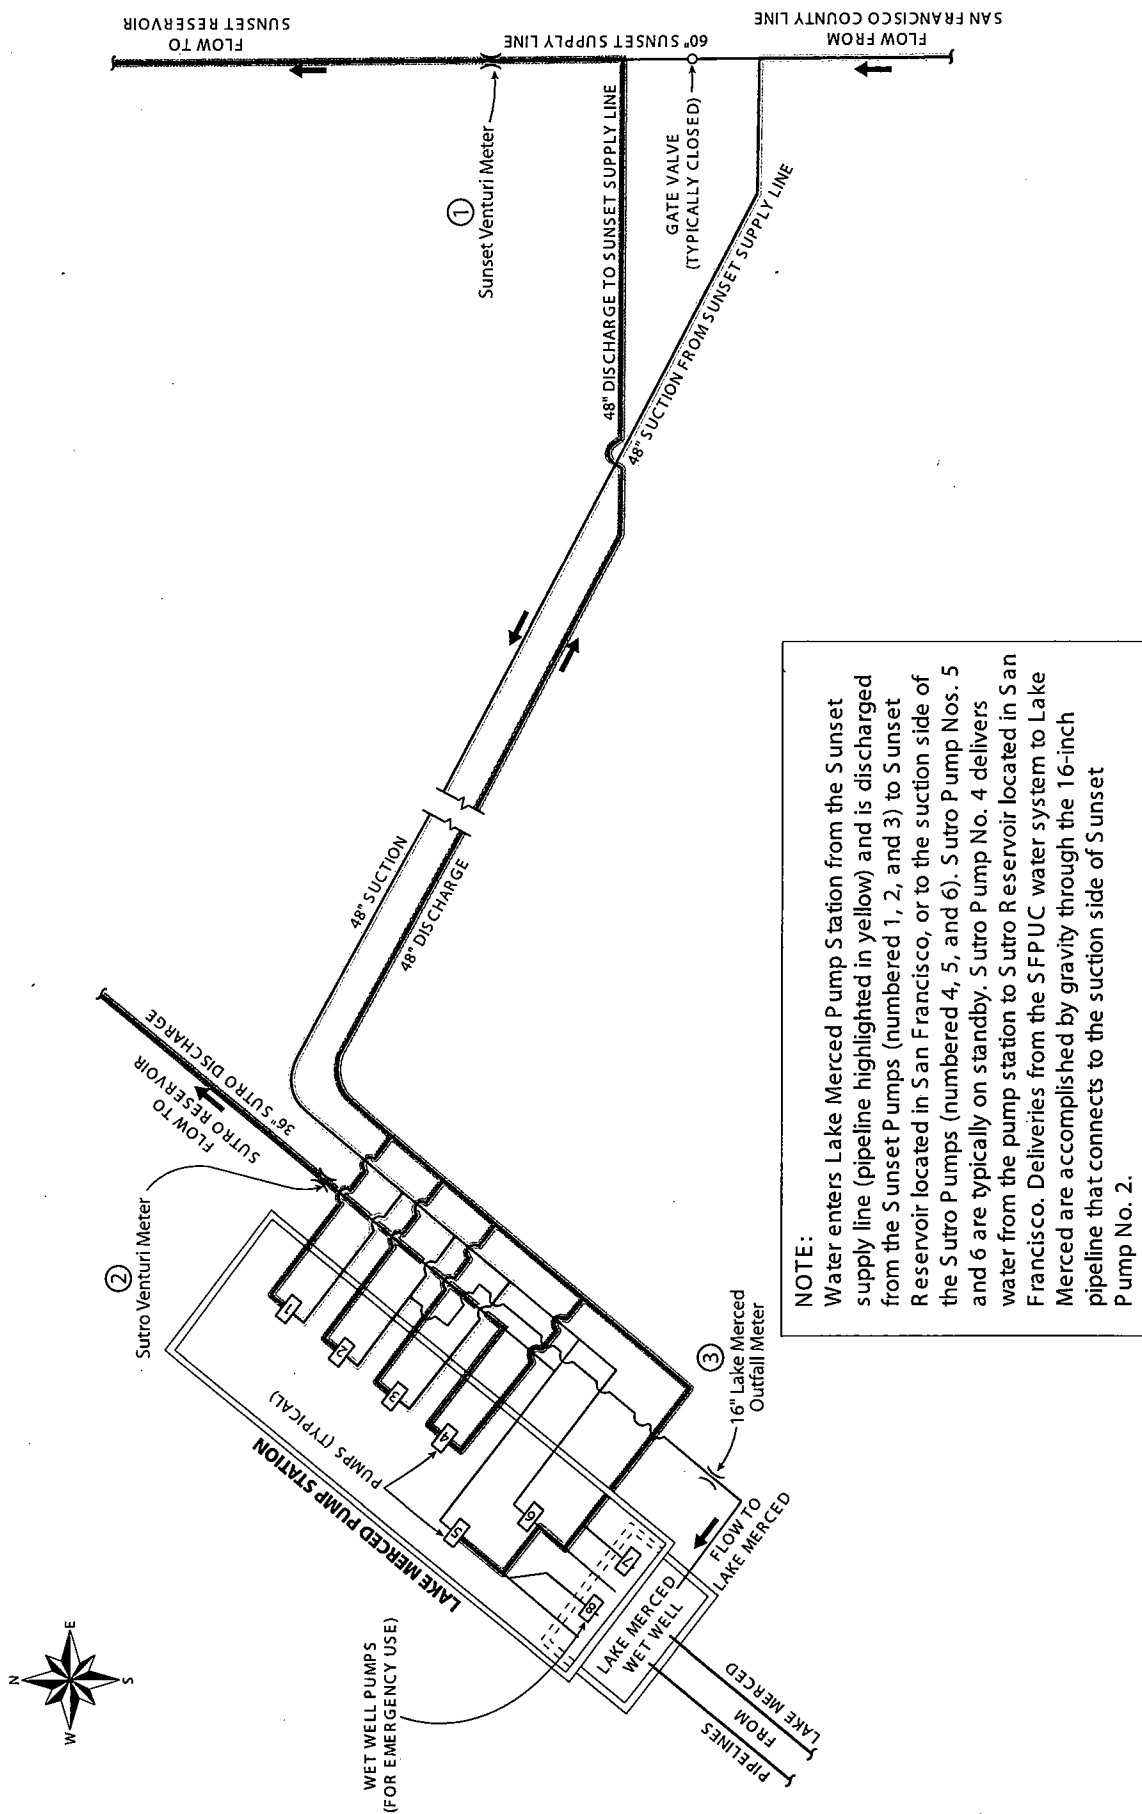 N
E
S
W
WET WELL PUMPS
(FOR EMERGENCY USE)
LAKE MERCED PUMP STATION
PUMPS (TYPICAL)
1
2
3
4
5
6
7
8
LAKE MERCED
WET WELL
PIPELINES
FROM
LAKE MERCED
FLOW TO
LAKE MERCED
3
16" Lake Merced
Outfall Meter
2
Sutro Venturi Meter
FLOW TO
SUTRO RESERVOIR
36" SUTRO DISCHARGE
48" SUCTION
48" DISCHARGE
48" DISCHARGE TO SUNSET SUPPLY LINE
48" SUCTION FROM SUNSET SUPPLY LINE
1
Sunset Venturi Meter
GATE VALVE
(TYPICALLY CLOSED)
FLOW TO
SUNSET RESERVOIR
60" SUNSET SUPPLY LINE
FLOW FROM
SAN FRANCISCO COUNTY LINE
NOTE:
Water enters Lake Merced Pump Station from the Sunset
supply line (pipeline highlighted in yellow) and is discharged
from the Sunset Pumps (numbered 1, 2, and 3) to Sunset
Reservoir located in San Francisco, or to the suction side of
the Sutro Pumps (numbered 4, 5, and 6). Sutro Pump Nos. 5
and 6 are typically on standby. Sutro Pump No. 4 delivers
water from the pump station to Sutro Reservoir located in San
Francisco. Deliveries from the SFPUC water system to Lake
Merced are accomplished by gravity through the 16-inch
pipeline that connects to the suction side of Sunset
Pump No. 2.